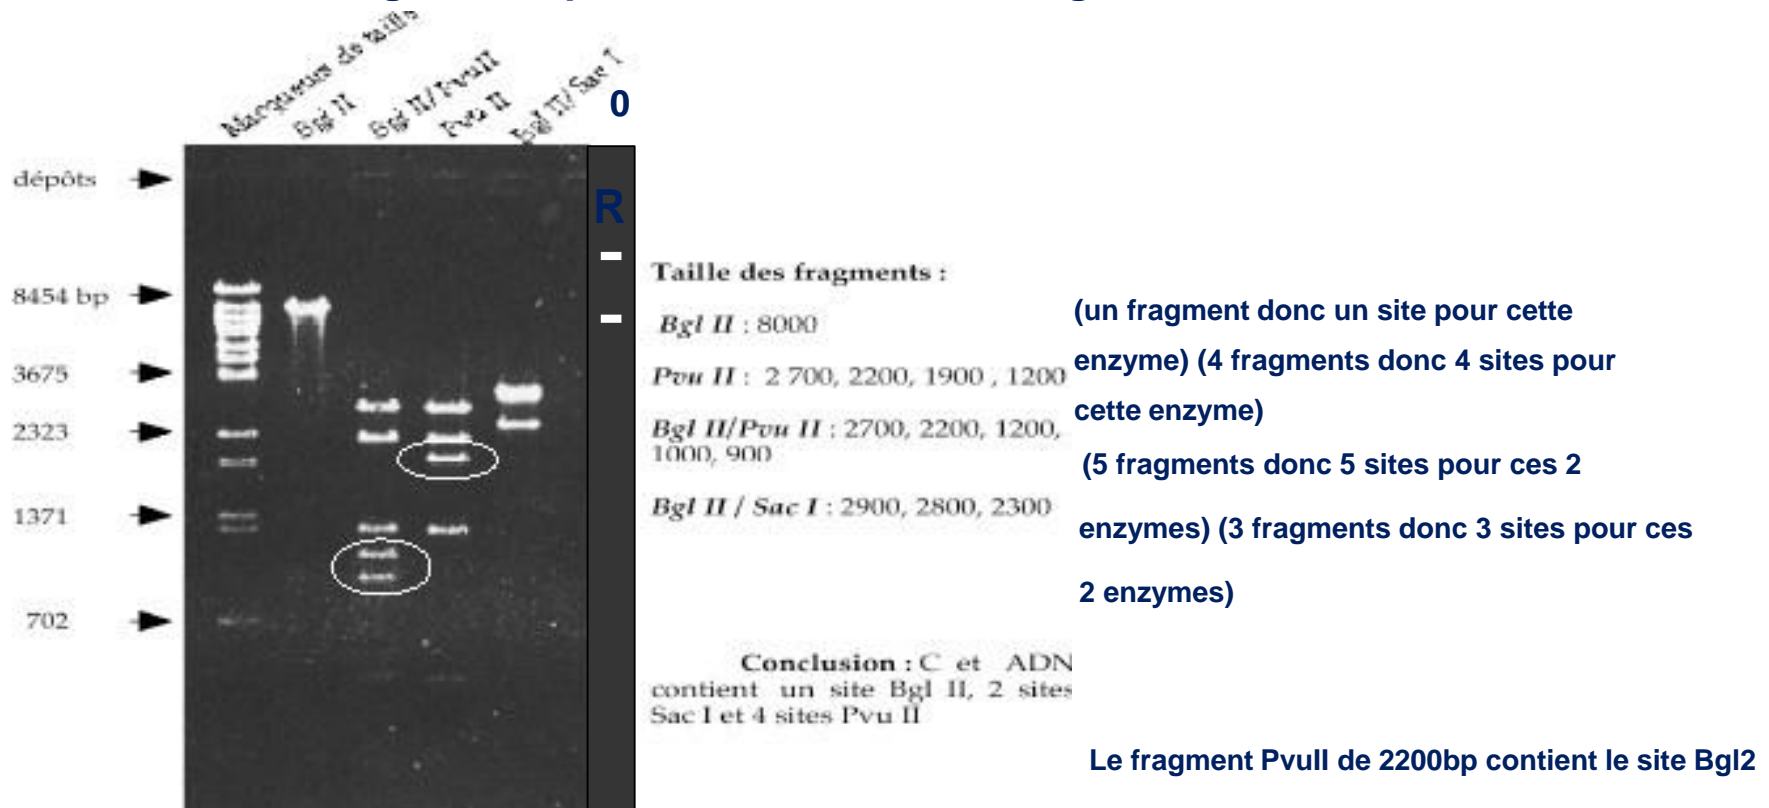 Marqueurs de taille
Bgl II
Bgl II/PvuII
Pvu II
Bgl II/ Sac I
0
R
dépôts
8454 bp
3675
2323
1371
702
Taille des fragments :
Bgl II : 8000
Pvu II : 2 700, 2200, 1900 , 1200
Bgl II/Pvu II : 2700, 2200, 1200,
1000, 900
Bgl II / Sac I : 2900, 2800, 2300
(un fragment donc un site pour cette
enzyme) (4 fragments donc 4 sites pour
cette enzyme)
(5 fragments donc 5 sites pour ces 2
enzymes) (3 fragments donc 3 sites pour ces
2 enzymes)
Conclusion : C et ADN
contient un site Bgl II, 2 sites
Sac I et 4 sites Pvu II
Le fragment PvuII de 2200bp contient le site Bgl2